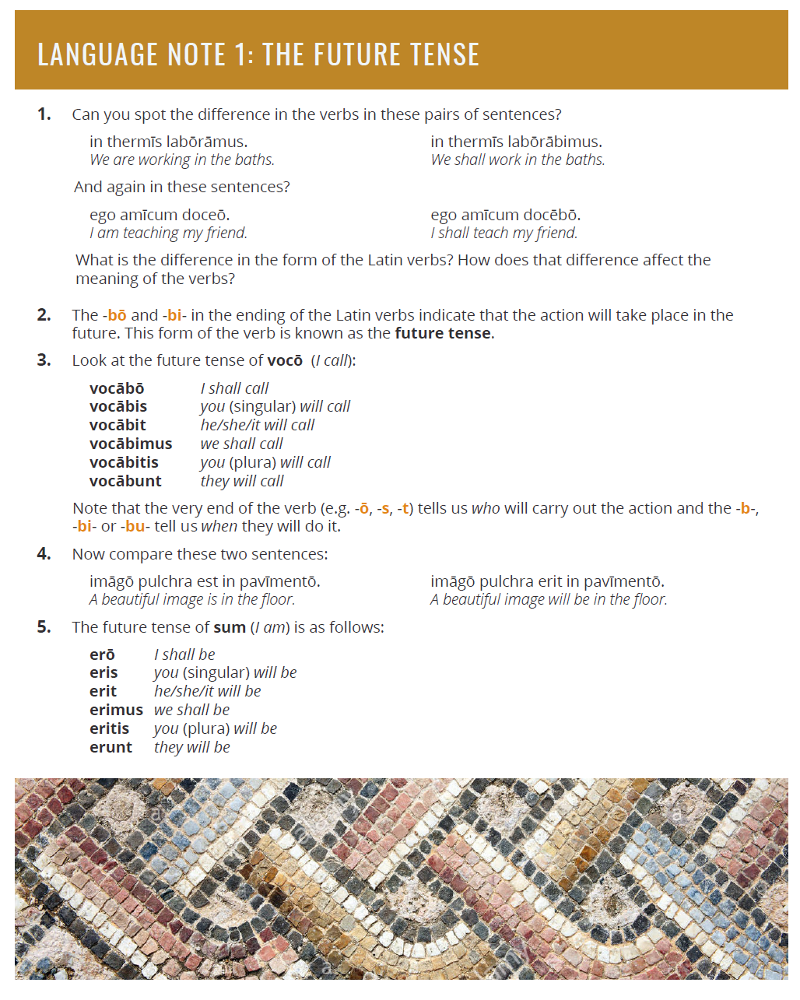 LANGUAGE NOTE 1: THE FUTURE TENSE
1. Can you spot the difference in the verbs in these pairs of sentences?
in thermīs labōrāmus. in thermīs labōrābimus.
We are working in the baths. We shall work in the baths.
And again in these sentences?
ego amīcum doceō. ego amīcum docēbō.
I am teaching my friend. I shall teach my friend.
What is the difference in the form of the Latin verbs? How does that difference affect the
meaning of the verbs?
2. The -bō and -bi- in the ending of the Latin verbs indicate that the action will take place in the
future. This form of the verb is known as the future tense.
3. Look at the future tense of vocō (I call):
vocābō I shall call
vocābis you (singular) will call
vocābit he/she/it will call
vocābimus we shall call
vocābitis you (plura) will call
vocābunt they will call
Note that the very end of the verb (e.g. -ō, -s, -t) tells us who will carry out the action and the -b-,
-bi- or -bu- tell us when they will do it.
4. Now compare these two sentences:
imāgō pulchra est in pavīmentō. imāgō pulchra erit in pavīmentō.
A beautiful image is in the floor. A beautiful image will be in the floor.
5. The future tense of sum (I am) is as follows:
erō I shall be
eris you (singular) will be
erit he/she/it will be
erimus we shall be
eritis you (plura) will be
erunt they will be
a
a
a